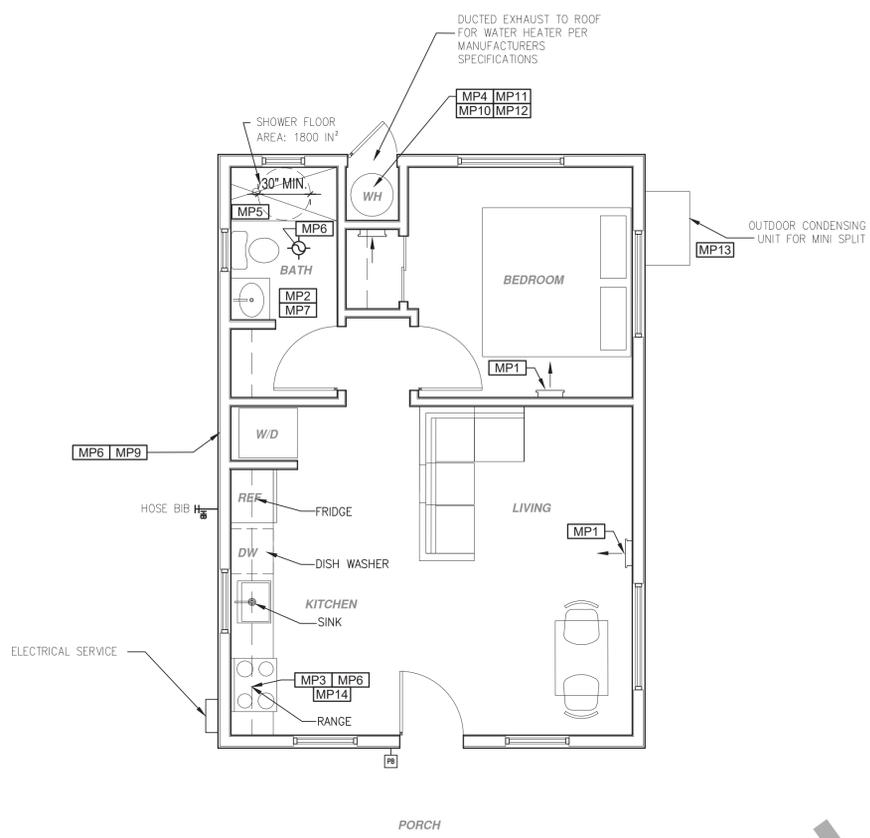 DUCTED EXHAUST TO ROOF
FOR WATER HEATER PER
MANUFACTURERS
SPECIFICATIONS
MP4 MP11
MP10 MP12
SHOWER FLOOR
AREA: 1800 IN²
30" MIN.
WH
MP5
MP6
OUTDOOR CONDENSING
UNIT FOR MINI SPLIT
MP13
BATH
BEDROOM
MP2
MP7
MP1
W/D
MP6 MP9
REF
FRIDGE
HOSE BIB
HB
LIVING
MP1
DW
DISH WASHER
KITCHEN
SINK
ELECTRICAL SERVICE
MP3 MP6
MP14
RANGE
PB
PORCH